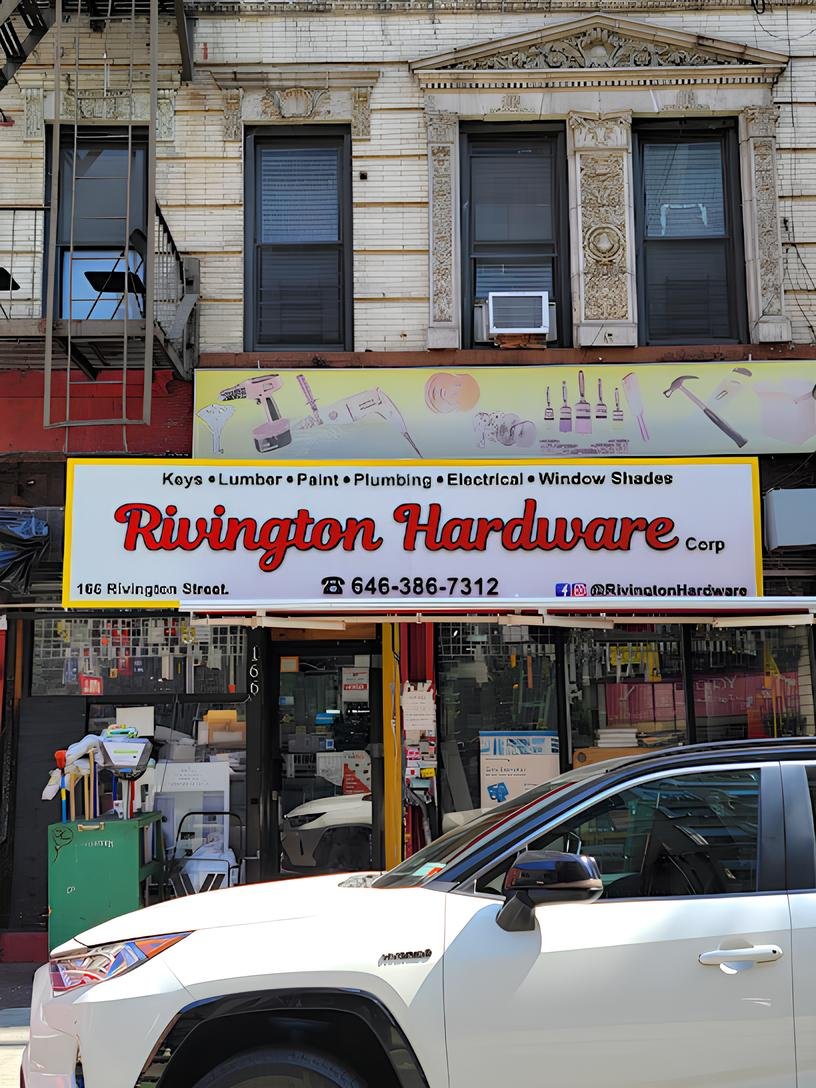 Keys • Lumber • Paint • Plumbing • Electrical • Window Shades
Rivington Hardware Corp
166 Rivington Street.
☎ 646-386-7312
@RivingtonHardware
166